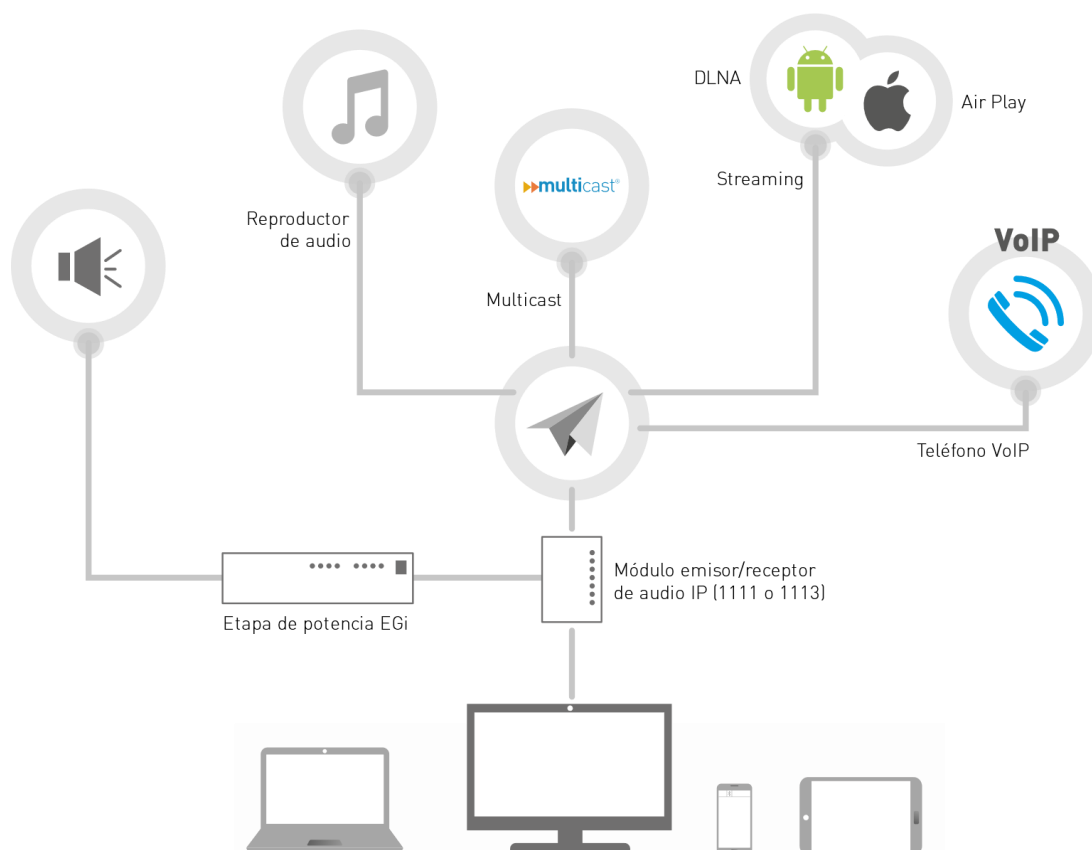 DLNA
Air Play
Streaming
multicast®
Reproductor
de audio
VoIP
Multicast
Teléfono VoIP
Módulo emisor/receptor
de audio IP (1111 o 1113)
Etapa de potencia EGi